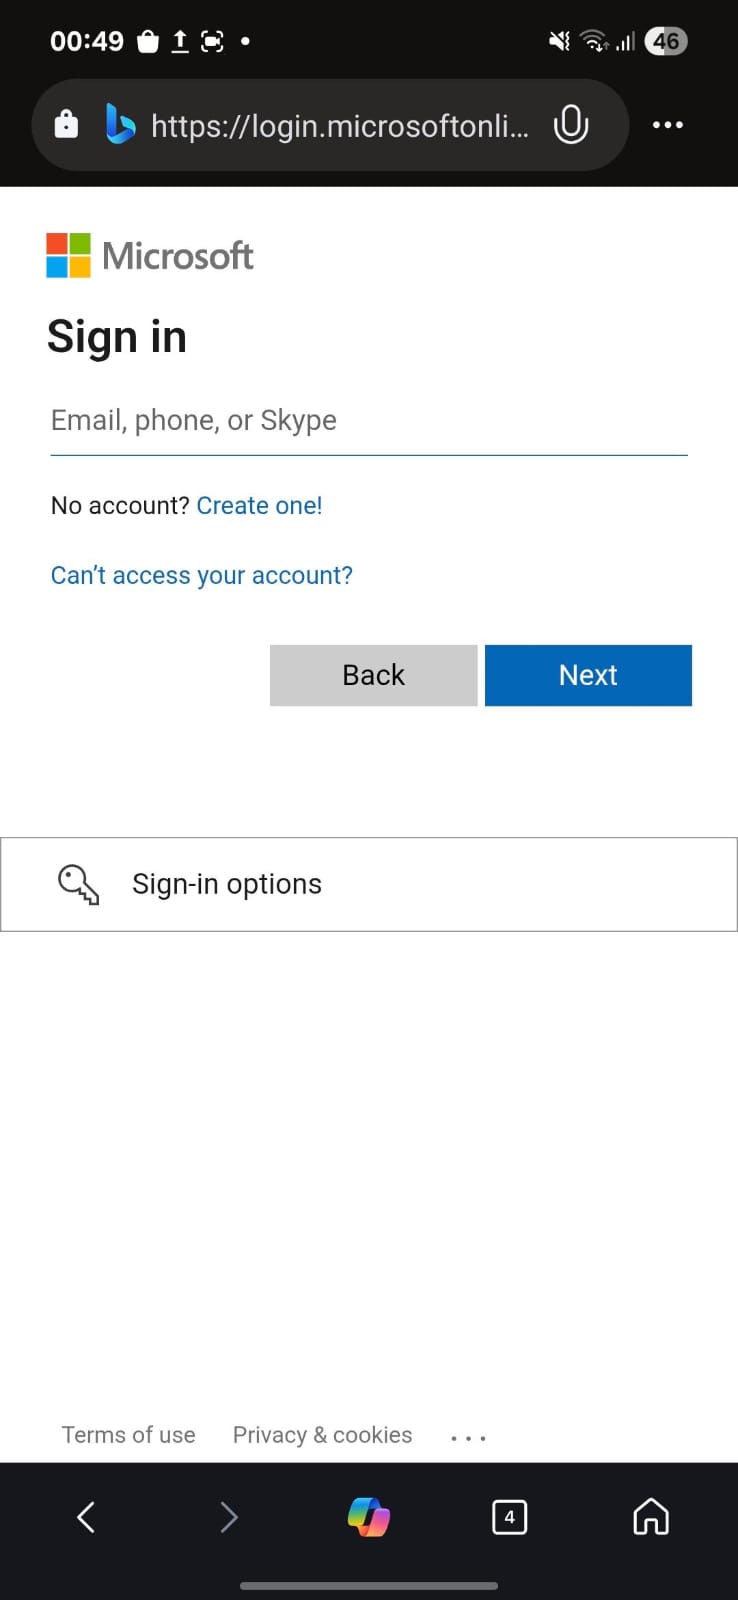 00:49
46
https://login.microsoftonli...
Microsoft
Sign in
Email, phone, or Skype
No account? Create one!
Can't access your account?
Back Next
Sign-in options
Terms of use Privacy & cookies ...
4